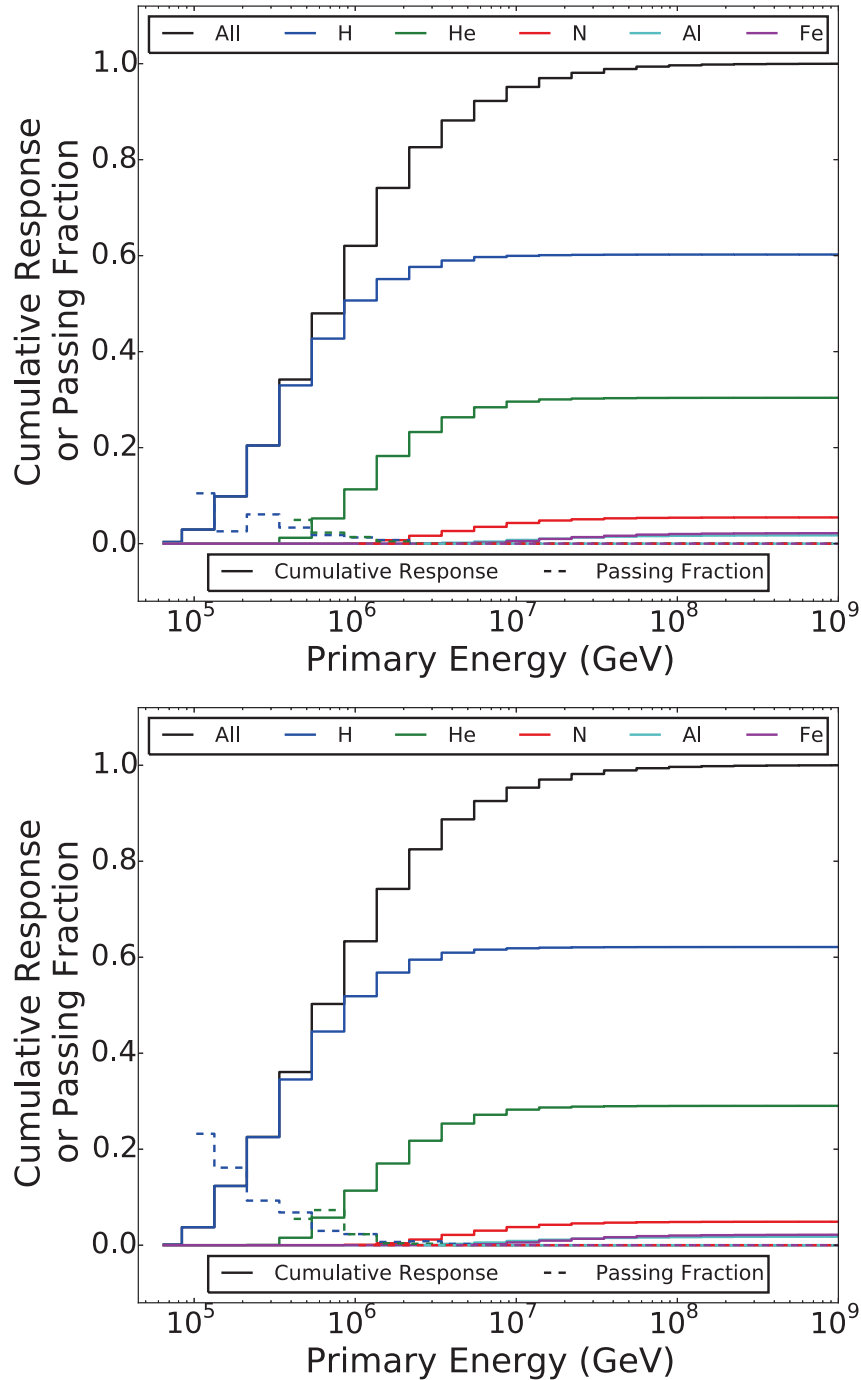 All H He N Al Fe
1.0
0.8
0.6
0.4
0.2
0.0
Cumulative Response
or Passing Fraction
Cumulative Response Passing Fraction
10^5 10^6 10^7 10^8 10^9
Primary Energy (GeV)
All H He N Al Fe
1.0
0.8
0.6
0.4
0.2
0.0
Cumulative Response
or Passing Fraction
Cumulative Response Passing Fraction
10^5 10^6 10^7 10^8 10^9
Primary Energy (GeV)